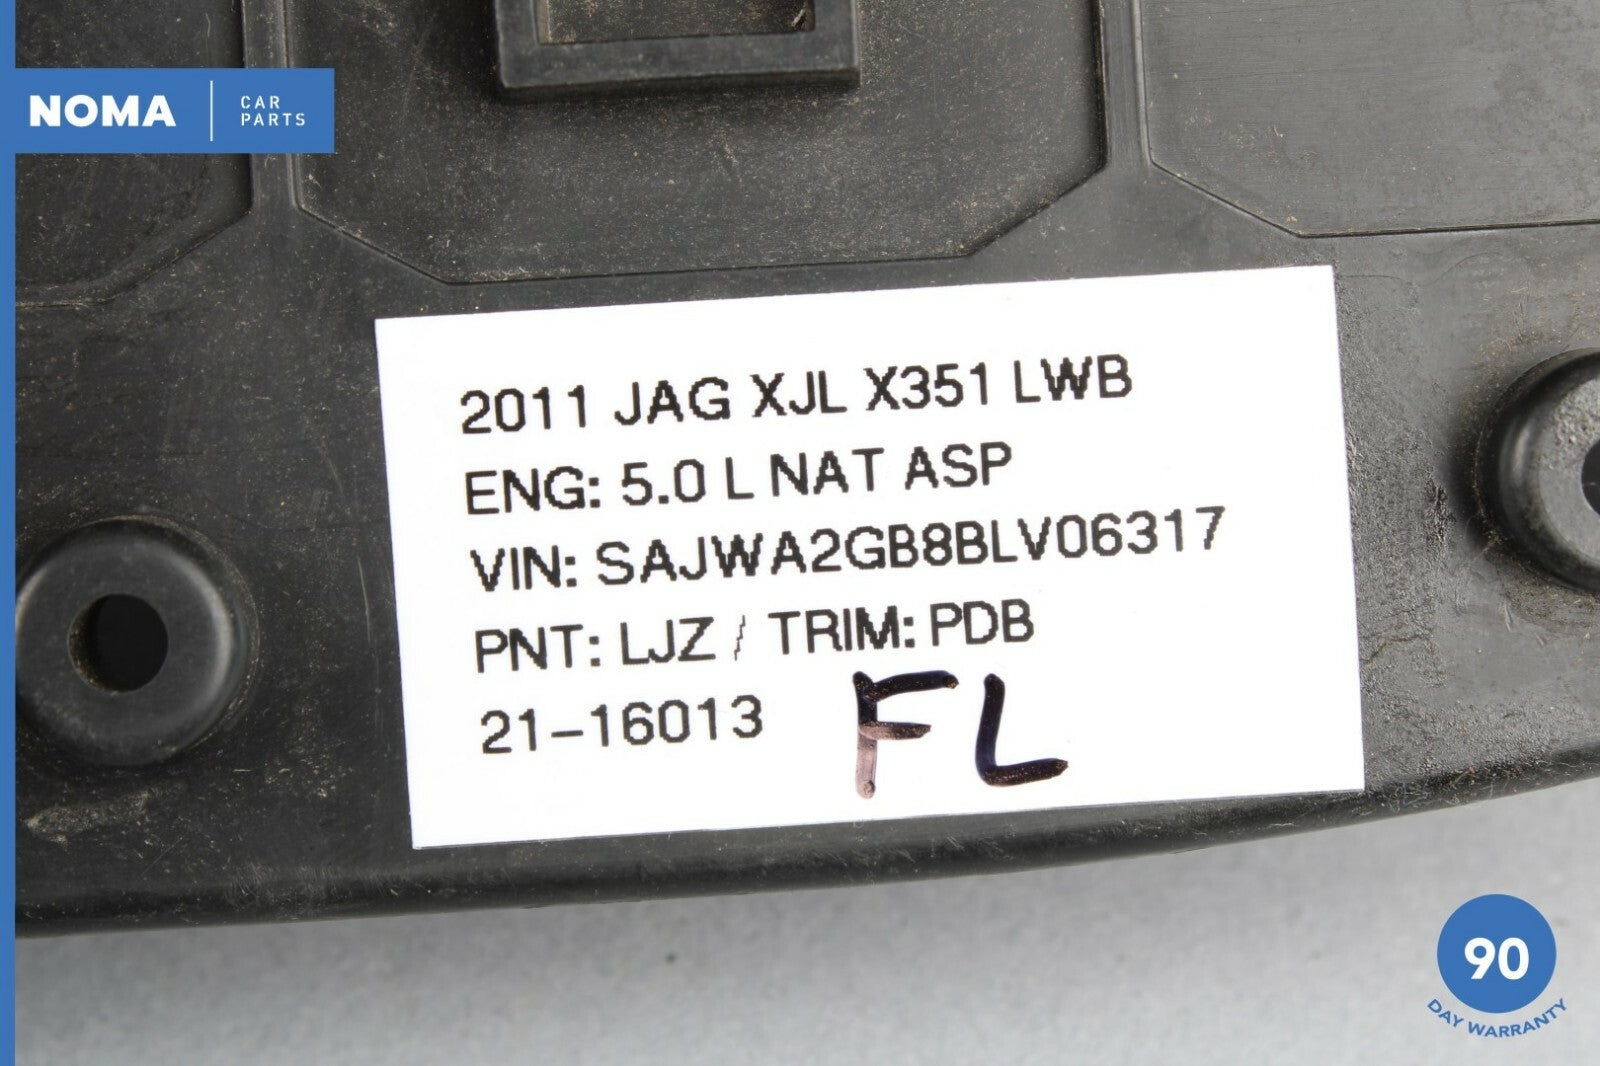 NOMA
CAR
PARTS
2011 JAG XJL X351 LWB
ENG: 5.0 L NAT ASP
VIN: SAJWA2GB8BLV06317
PNT: LJZ / TRIM: PDB
21-16013
FL
90
DAY WARRANTY